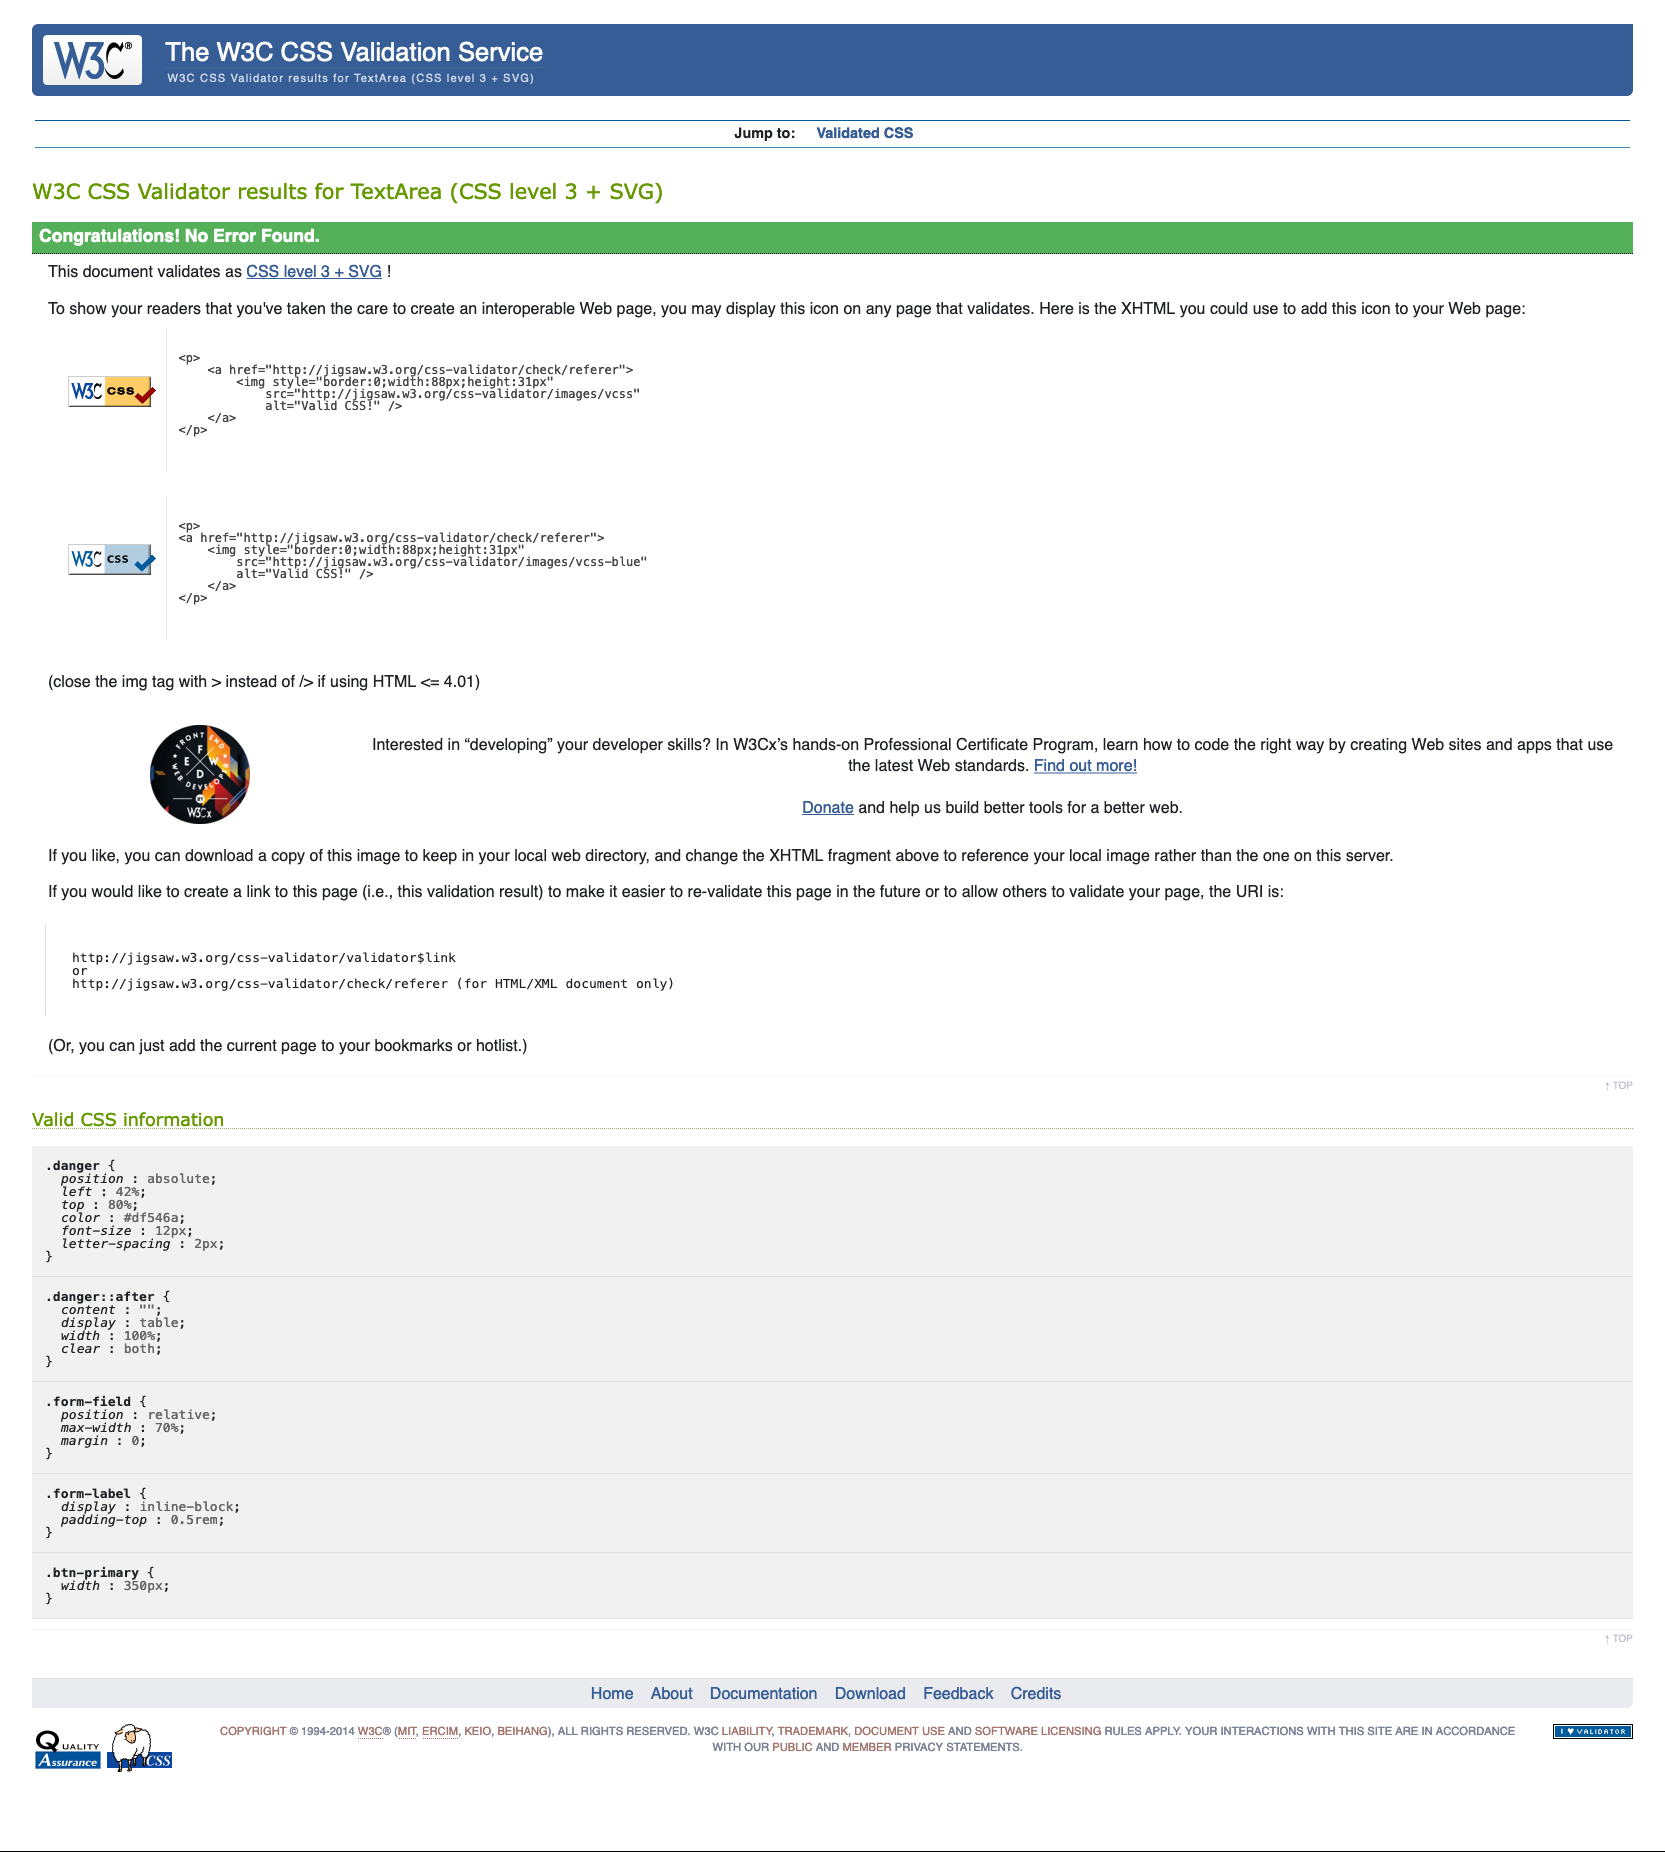 W3C®
The W3C CSS Validation Service
W3C CSS Validator results for TextArea (CSS level 3 + SVG)
Jump to: Validated CSS
W3C CSS Validator results for TextArea (CSS level 3 + SVG)
Congratulations! No Error Found.
This document validates as CSS level 3 + SVG !
To show your readers that you've taken the care to create an interoperable Web page, you may display this icon on any page that validates. Here is the XHTML you could use to add this icon to your Web page:
W3C css
<p>
<a href="http://jigsaw.w3.org/css-validator/check/referer">
<img style="border:0;width:88px;height:31px"
src="http://jigsaw.w3.org/css-validator/images/vcss"
alt="Valid CSS!" />
</a>
</p>
W3C css
<p>
<a href="http://jigsaw.w3.org/css-validator/check/referer">
<img style="border:0;width:88px;height:31px"
src="http://jigsaw.w3.org/css-validator/images/vcss-blue"
alt="Valid CSS!" />
</a>
</p>
(close the img tag with > instead of /> if using HTML <= 4.01)
FRONT END
F E W D
WEB DEVELOPER
BY
W3Cx
Interested in “developing” your developer skills? In W3Cx’s hands-on Professional Certificate Program, learn how to code the right way by creating Web sites and apps that use
the latest Web standards. Find out more!
Donate and help us build better tools for a better web.
If you like, you can download a copy of this image to keep in your local web directory, and change the XHTML fragment above to reference your local image rather than the one on this server.
If you would like to create a link to this page (i.e., this validation result) to make it easier to re-validate this page in the future or to allow others to validate your page, the URI is:
http://jigsaw.w3.org/css-validator/validator$link
or
http://jigsaw.w3.org/css-validator/check/referer (for HTML/XML document only)
(Or, you can just add the current page to your bookmarks or hotlist.)
↑ TOP
Valid CSS information
.danger {
position : absolute;
left : 42%;
top : 80%;
color : #df546a;
font-size : 12px;
letter-spacing : 2px;
}
.danger::after {
content : "";
display : table;
width : 100%;
clear : both;
}
.form-field {
position : relative;
max-width : 70%;
margin : 0;
}
.form-label {
display : inline-block;
padding-top : 0.5rem;
}
.btn-primary {
width : 350px;
}
↑ TOP
Home About Documentation Download Feedback Credits
QUALITY
Assurance
CSS
COPYRIGHT © 1994-2014 W3C® (MIT, ERCIM, KEIO, BEIHANG), ALL RIGHTS RESERVED. W3C LIABILITY, TRADEMARK, DOCUMENT USE AND SOFTWARE LICENSING RULES APPLY. YOUR INTERACTIONS WITH THIS SITE ARE IN ACCORDANCE
WITH OUR PUBLIC AND MEMBER PRIVACY STATEMENTS.
I ♥ VALIDATOR